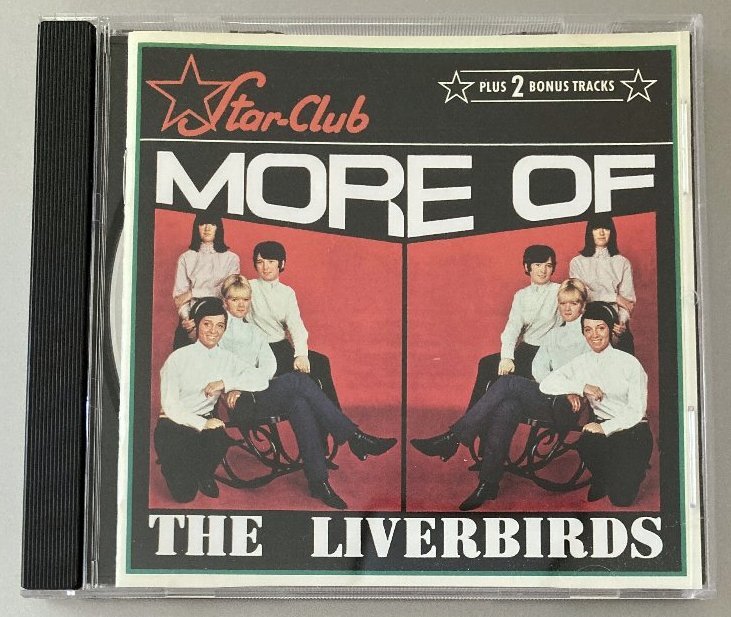 Star-Club
PLUS 2 BONUS TRACKS
MORE OF
THE LIVERBIRDS